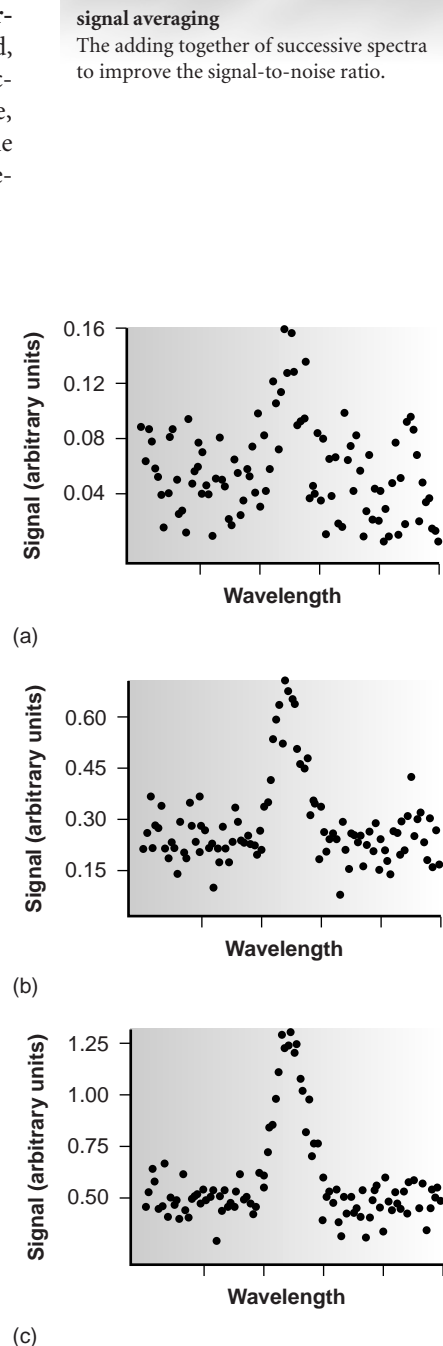 r-
d,
c-
e,
e
e-
signal averaging
The adding together of successive spectra
to improve the signal-to-noise ratio.
Signal (arbitrary units)
0.16
0.12
0.08
0.04
Wavelength
(a)
Signal (arbitrary units)
0.60
0.45
0.30
0.15
Wavelength
(b)
Signal (arbitrary units)
1.25
1.00
0.75
0.50
Wavelength
(c)